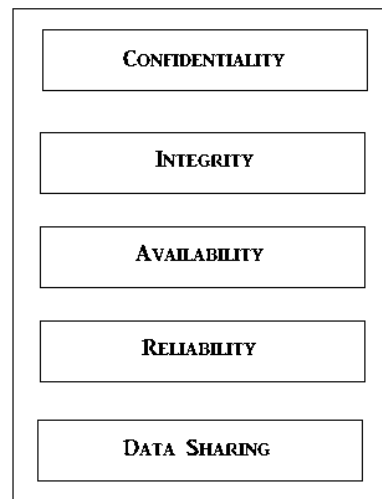 CONFIDENTIALITY
INTEGRITY
AVAILABILITY
RELIABILITY
DATA SHARING